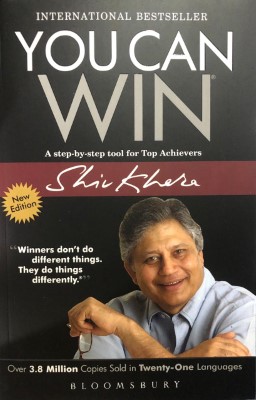 INTERNATIONAL BESTSELLER
YOU CAN
WIN®
A step-by-step tool for Top Achievers
Shiv Khera
New
Edition
"Winners don't do
different things.
They do things
differently."®
Over 3.8 Million Copies Sold in Twenty-One Languages
BLOOMSBURY